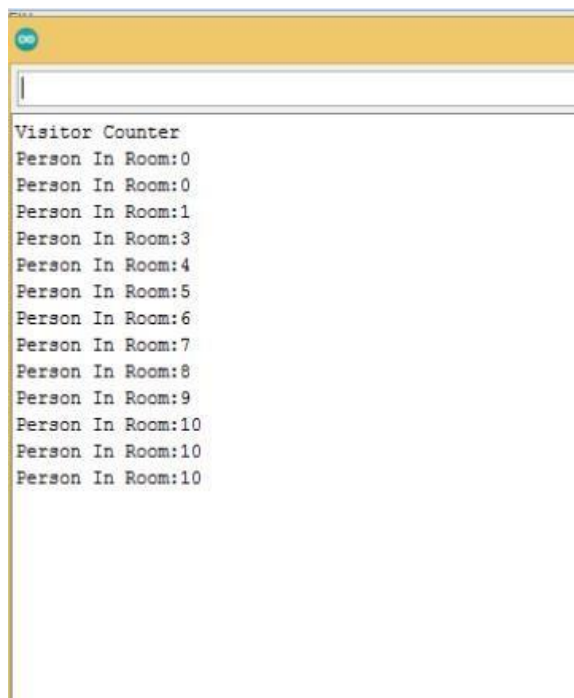 Visitor Counter
Person In Room:0
Person In Room:0
Person In Room:1
Person In Room:3
Person In Room:4
Person In Room:5
Person In Room:6
Person In Room:7
Person In Room:8
Person In Room:9
Person In Room:10
Person In Room:10
Person In Room:10